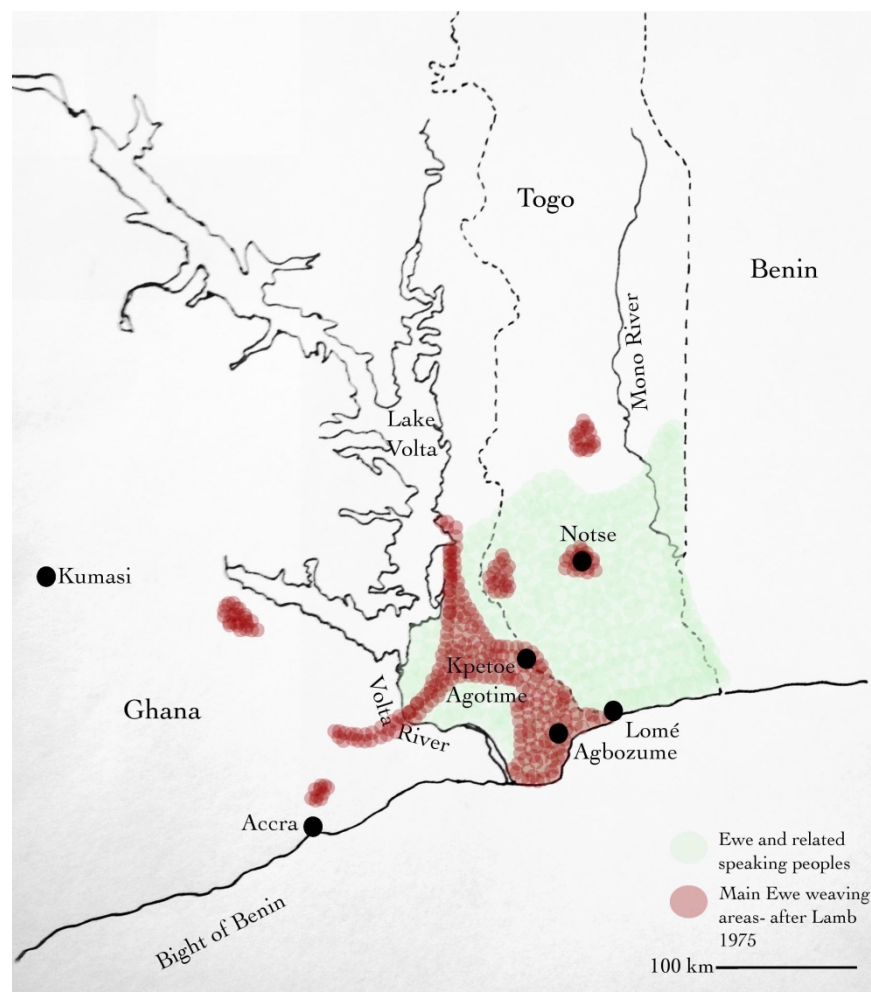 Togo
Benin
Mono River
Lake
Volta
Notse
Kumasi
Kpetoe
Agotime
Volta
River
Ghana
Lomé
Agbozume
Accra
Bight of Benin
Ewe and related
speaking peoples
Main Ewe weaving
areas- after Lamb
1975
100 km